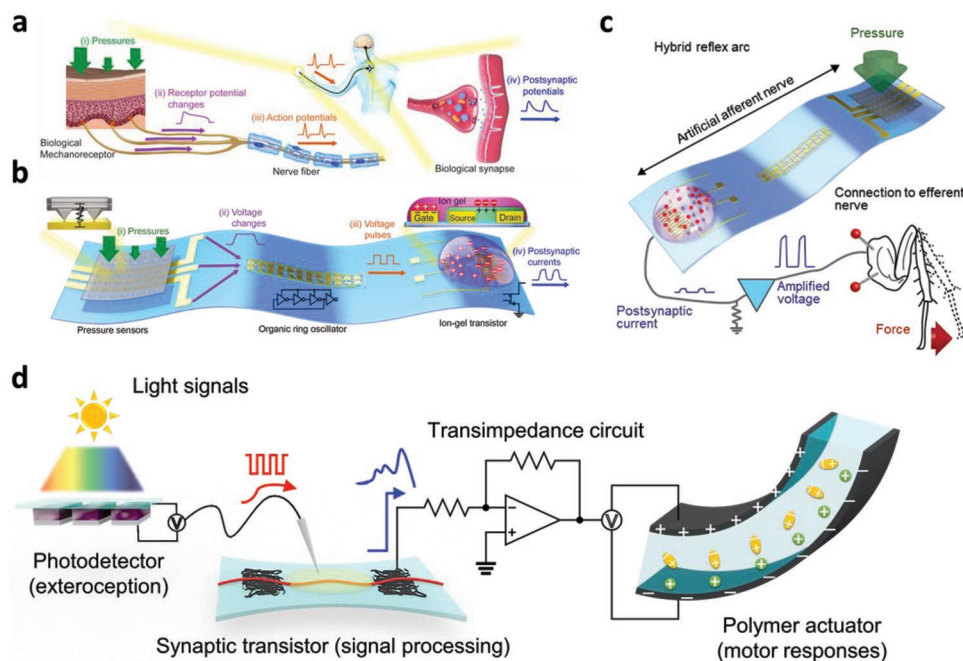 a
(i) Pressures
(ii) Receptor potential
changes
(iii) Action potentials
Biological
Mechanoreceptor
Nerve fiber
(iv) Postsynaptic
potentials
Biological synapse
b
(i) Pressures
(ii) Voltage
changes
(iii) Voltage
pulses
Ion gel
Gate
Source
Drain
(iv) Postsynaptic
currents
Pressure sensors
Organic ring oscillator
Ion-gel transistor
c
Hybrid reflex arc
Pressure
Artificial afferent nerve
Connection to efferent
nerve
Postsynaptic
current
Amplified
voltage
Force
d
Light signals
Photodetector
(exteroception)
V
Synaptic transistor (signal processing)
Transimpedance circuit
V
Polymer actuator
(motor responses)